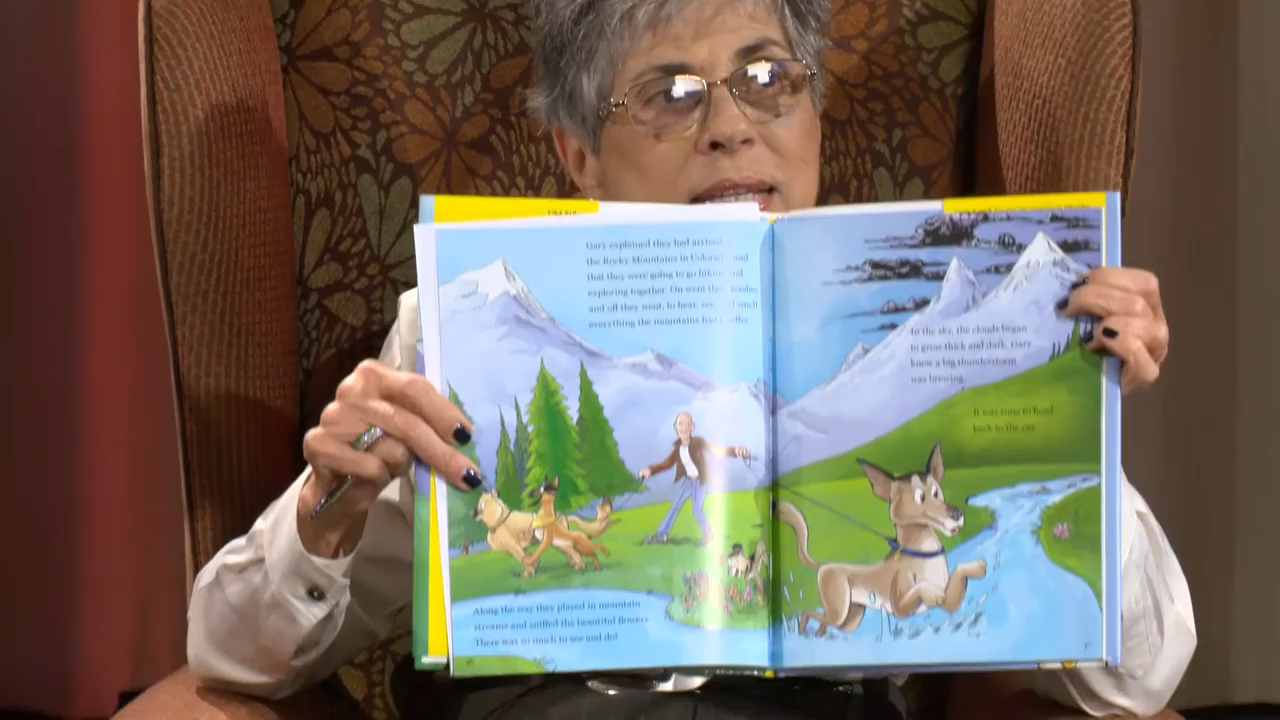 Gary explained they had arrived
the Rocky Mountains in Colorado and
that they were going to go hiking and
exploring together. On went the leashes
and off they went, to hear, see, and smell
everything the mountains had offer.
Along the way they played in mountain
streams and sniffed the beautiful flowers.
There was so much to see and do!
In the sky, the clouds began
to grow thick and dark. Gary
knew a big thunderstorm
was brewing.
It was time to head
back to the car.